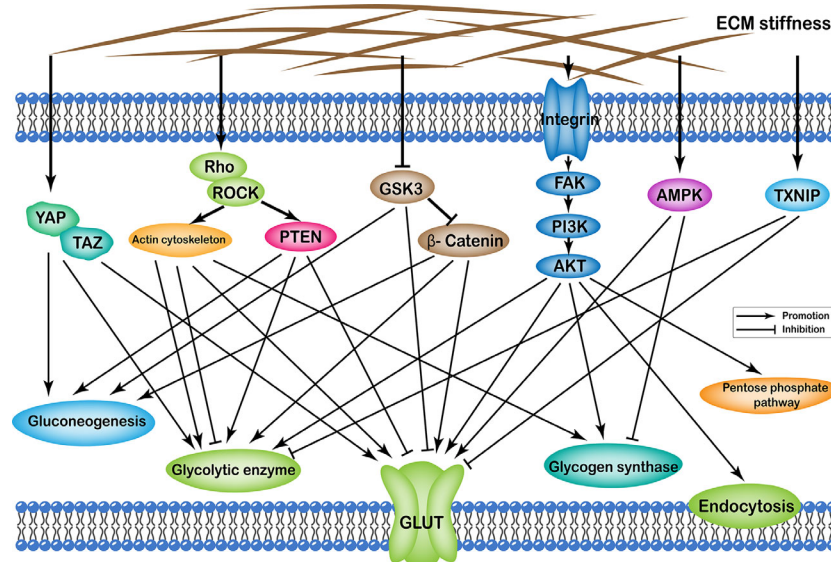 ECM stiffness
Integrin
Rho
ROCK
GSK3
FAK
AMPK
TXNIP
YAP
TAZ
Actin cytoskeleton
PTEN
β- Catenin
PI3K
AKT
Promotion
Inhibition
Pentose phosphate
pathway
Gluconeogenesis
Glycolytic enzyme
Glycogen synthase
GLUT
Endocytosis